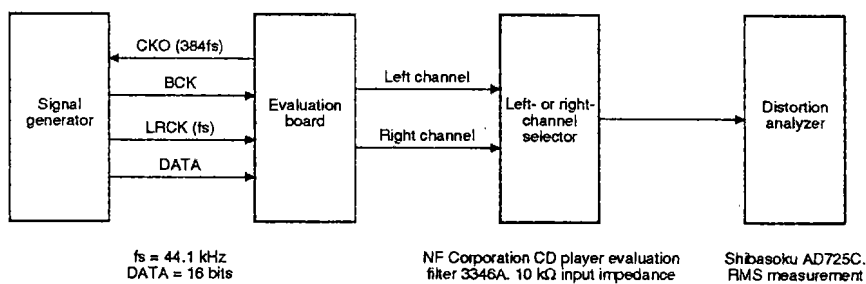 Signal
generator
CKO (384fs)
BCK
LRCK (fs)
DATA
Evaluation
board
Left channel
Right channel
Left- or right-
channel
selector
Distortion
analyzer
fs = 44.1 kHz
DATA = 16 bits
NF Corporation CD player evaluation
filter 3346A. 10 kΩ input impedance
Shibasoku AD725C.
RMS measurement